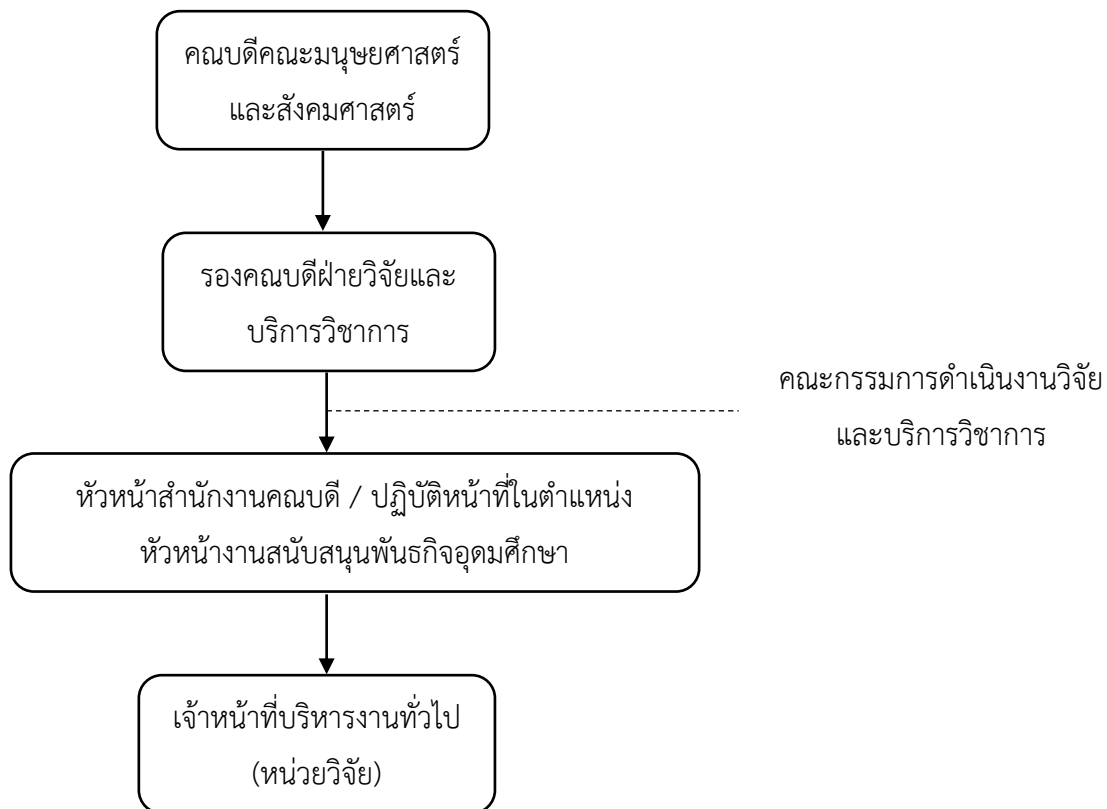 คณบดีคณะมนุษยศาสตร์
และสังคมศาสตร์
รองคณบดีฝ่ายวิจัยและ
บริการวิชาการ
คณะกรรมการดำเนินงานวิจัย
และบริการวิชาการ
หัวหน้าสำนักงานคณบดี / ปฏิบัติหน้าที่ในตำแหน่ง
หัวหน้างานสนับสนุนพันธกิจอุดมศึกษา
เจ้าหน้าที่บริหารงานทั่วไป
(หน่วยวิจัย)